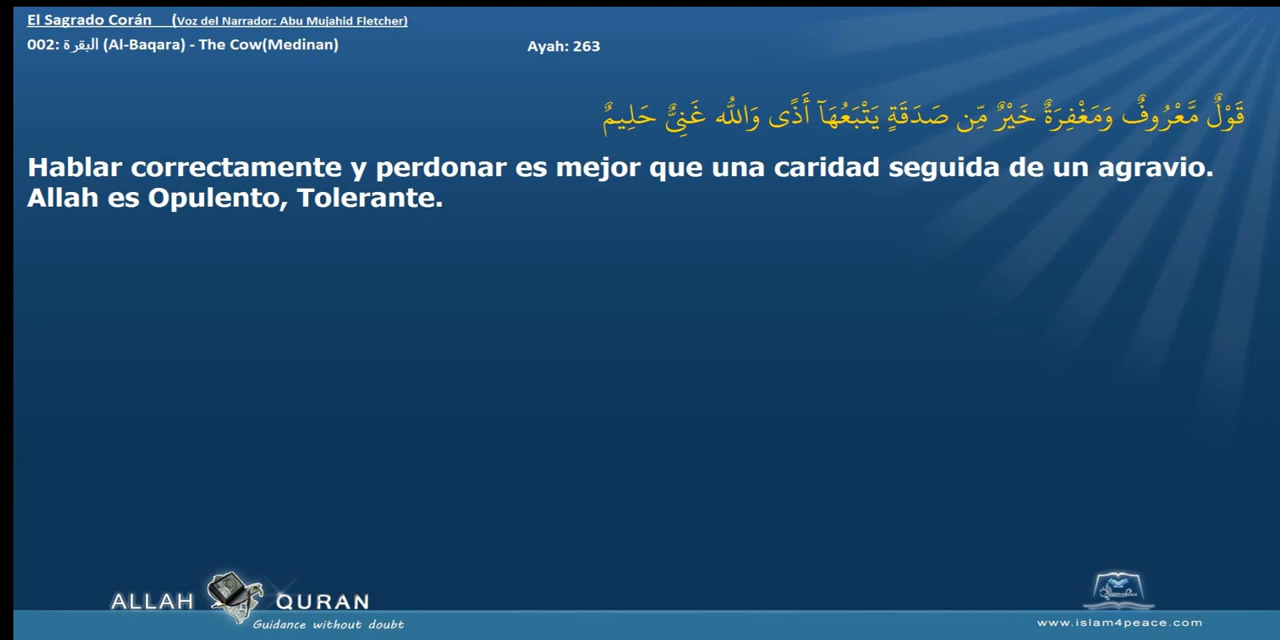 El Sagrado Corán (Voz del Narrador: Abu Mujahid Fletcher)
002: البقرة (Al-Baqara) - The Cow(Medinan) Ayah: 263
قَوْلٌ مَّعْرُوفٌ وَمَغْفِرَةٌ خَيْرٌ مِّن صَدَقَةٍ يَتْبَعُهَآ أَذًى وَاللّٰه غَنِىٌّ حَلِيمٌ
Hablar correctamente y perdonar es mejor que una caridad seguida de un agravio.
Allah es Opulento, Tolerante.
ALLAH QURAN
Guidance without doubt
www.islam4peace.com